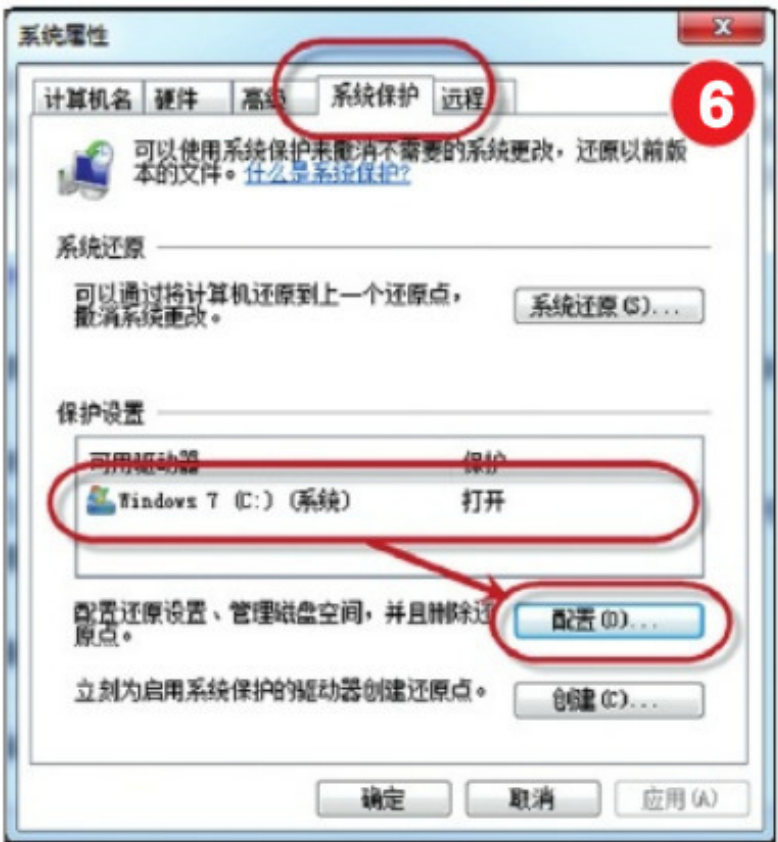 系统属性
计算机名 硬件 高级 系统保护 远程
6
可以使用系统保护来撤消不需要的系统更改，还原以前版
本的文件。什么是系统保护?
系统还原
可以通过将计算机还原到上一个还原点，
撤消系统更改。
系统还原(S)...
保护设置
可用驱动器 保护
Windows 7 (C:) (系统) 打开
配置还原设置、管理磁盘空间，并且删除还
原点。
配置(O)...
立刻为启用系统保护的驱动器创建还原点。
创建(C)...
确定 取消 应用(A)